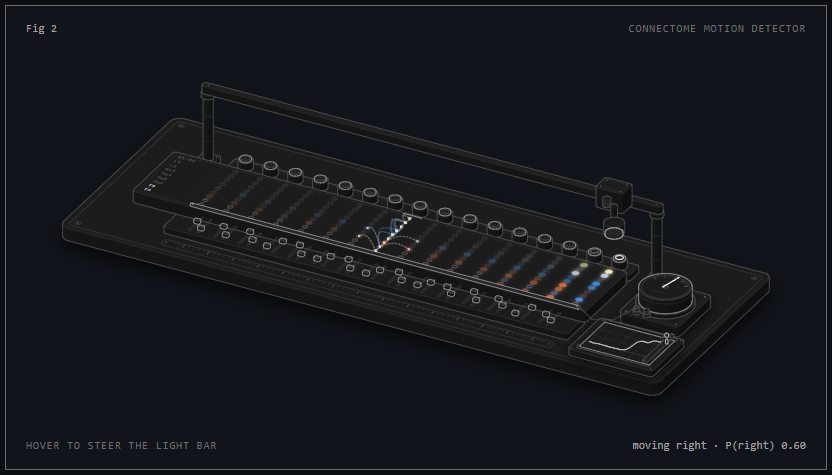 Fig 2
CONNECTOME MOTION DETECTOR
HOVER TO STEER THE LIGHT BAR
moving right · P(right) 0.60